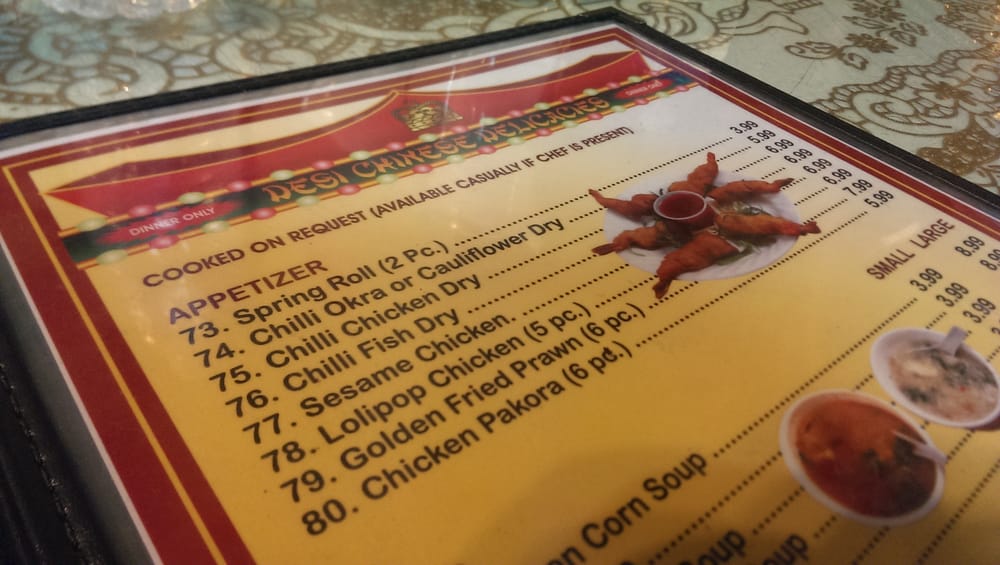 DESI CHINESE DELICIES
DINNER ONLY
DINNER ONLY
COOKED ON REQUEST (AVAILABLE CASUALLY IF CHEF IS PRESENT)
APPETIZER
73. Spring Roll (2 Pc.) 3.99
74. Chilli Okra or Cauliflower Dry 5.99
75. Chilli Chicken Dry 6.99
76. Chilli Fish Dry 6.99
77. Sesame Chicken. 6.99
78. Lolipop Chicken (5 pc.) 6.99
79. Golden Fried Prawn (6 pc.) 7.99
80. Chicken Pakora (6 pc.) 5.99
SMALL LARGE
Corn Soup 3.99 8.99
Soup 3.99
3.99